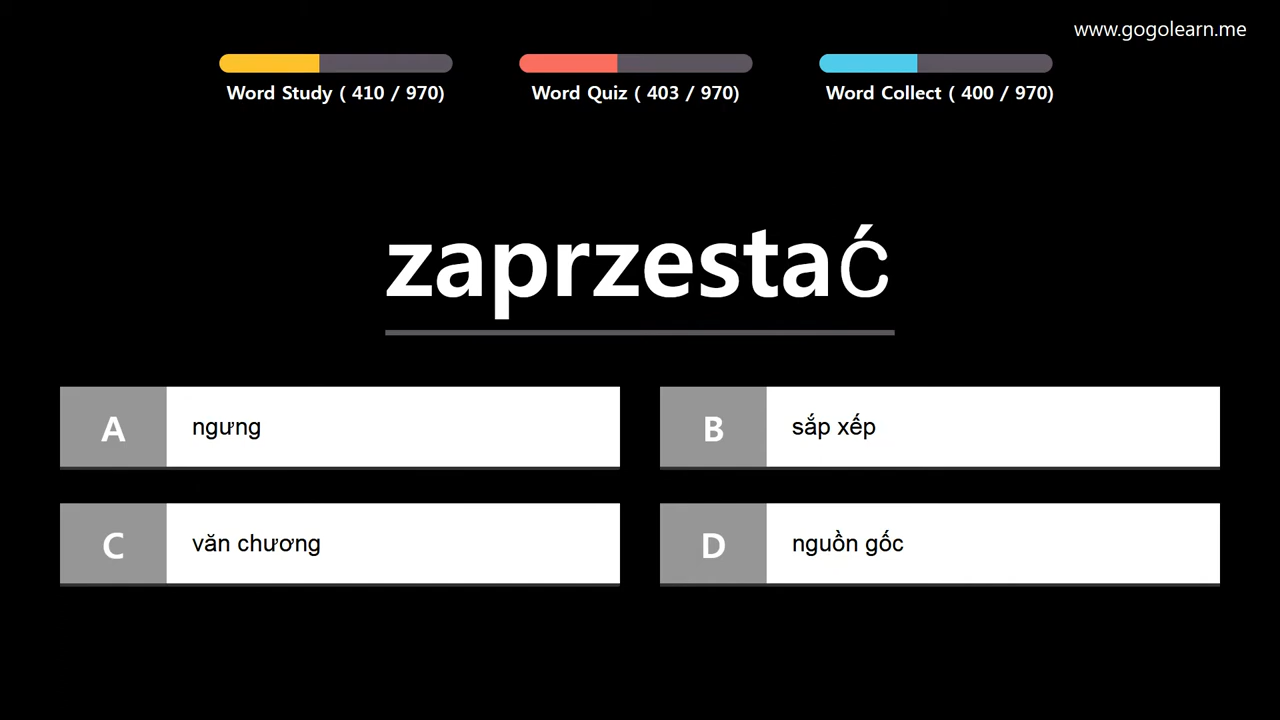 www.gogolearn.me
Word Study ( 410 / 970)
Word Quiz ( 403 / 970)
Word Collect ( 400 / 970)
zaprzestać
A ngưng
B sắp xếp
C văn chương
D nguồn gốc